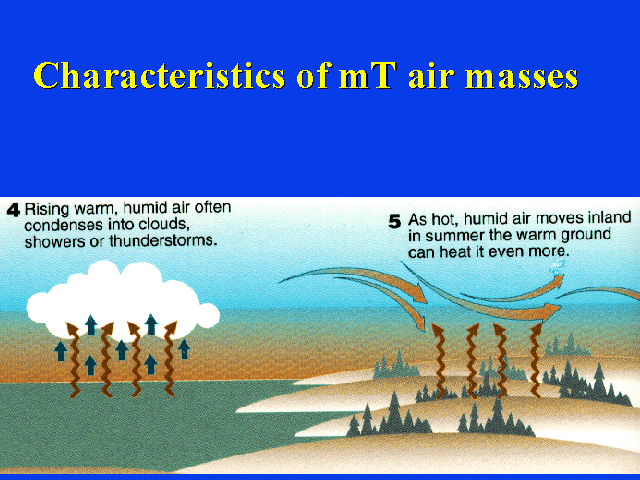 Characteristics of mT air masses
4 Rising warm, humid air often
condenses into clouds,
showers or thunderstorms.
5 As hot, humid air moves inland
in summer the warm ground
can heat it even more.